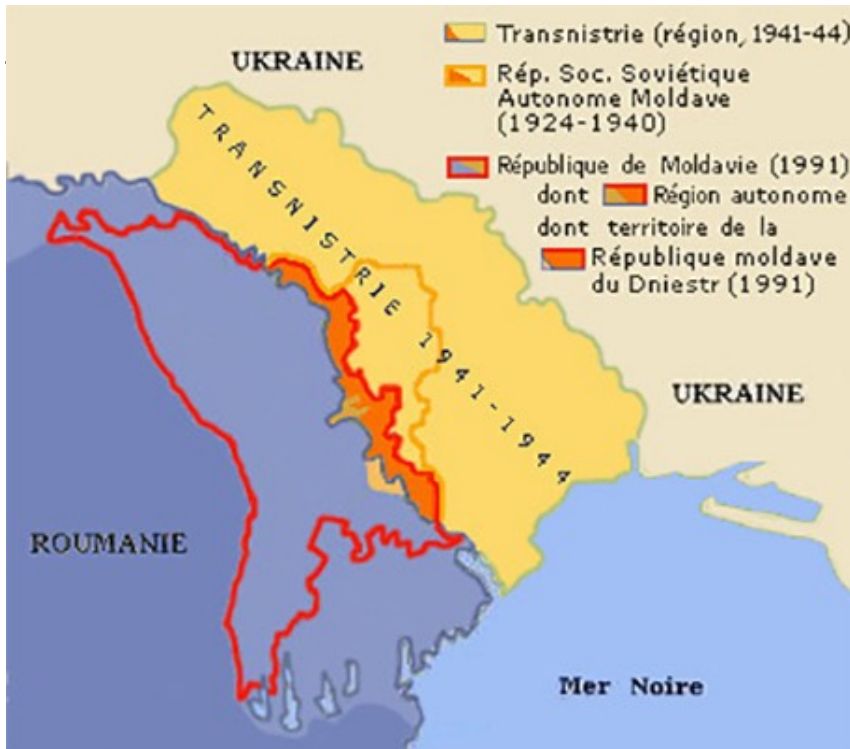 UKRAINE
Transnistrie (région, 1941-44)
Rép. Soc. Soviétique
Autonome Moldave
(1924-1940)
République de Moldavie (1991)
dont Région autonome
dont territoire de la
République moldave
du Dniestr (1991)
TRANSNISTRIE 1941-1944
UKRAINE
ROUMANIE
Mer Noire